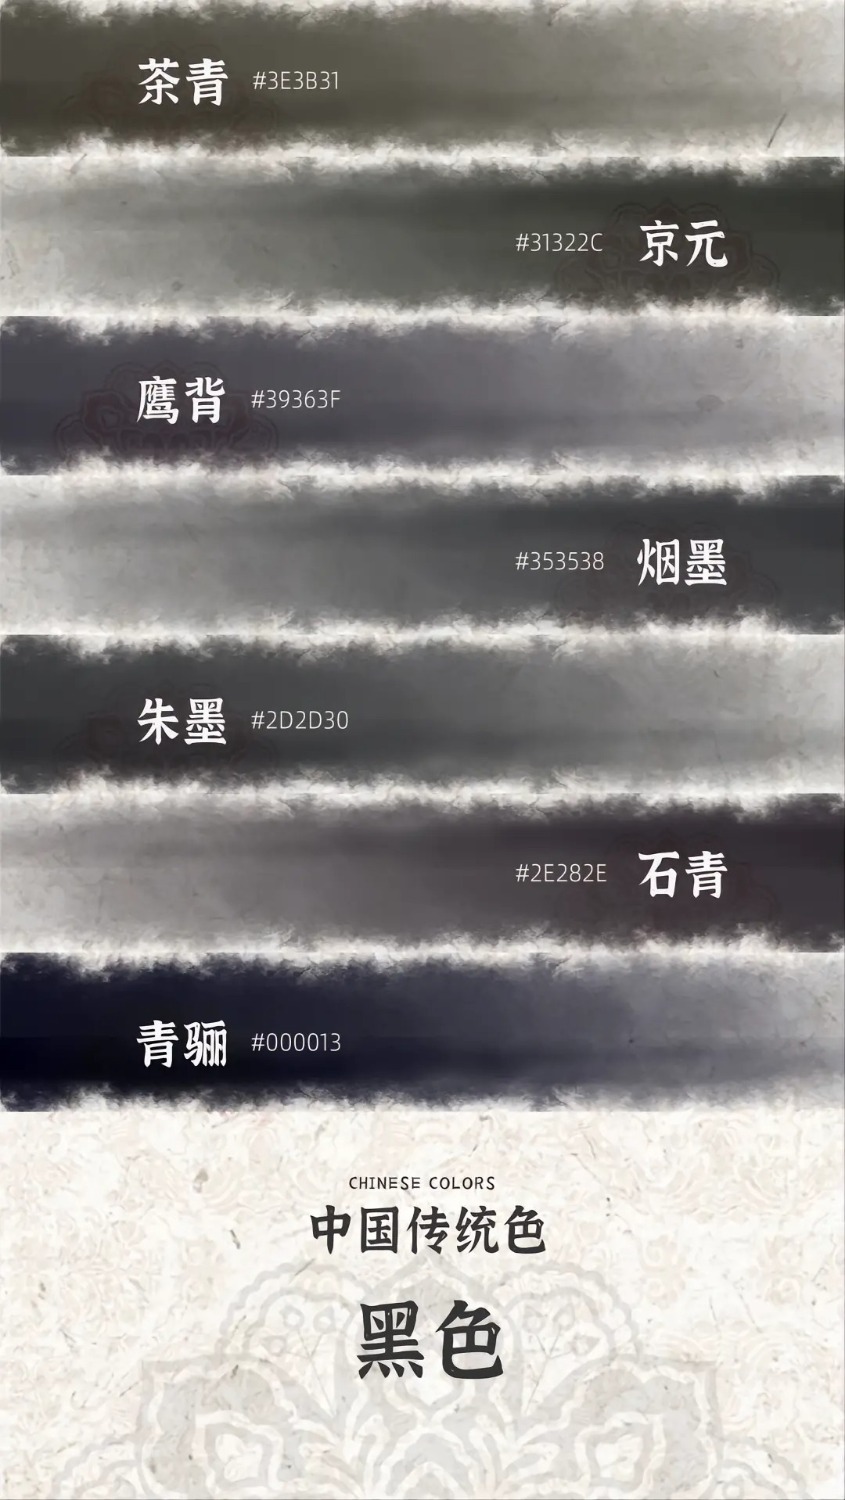 茶青 #3E3B31
#31322C 京元
鹰背 #39363F
#353538 烟墨
朱墨 #2D2D30
#2E282E 石青
青骊 #000013
CHINESE COLORS
中国传统色
黑色